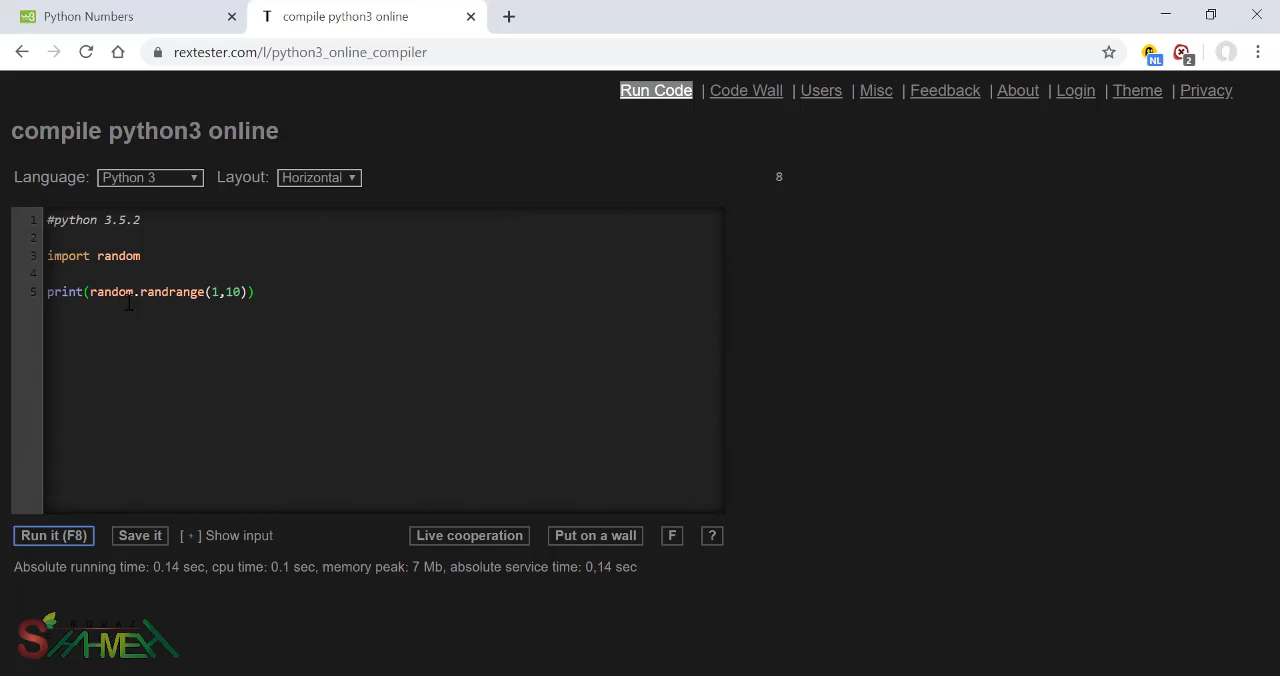 Python Numbers
compile python3 online
rextester.com/l/python3_online_compiler
NL
2
Run Code | Code Wall | Users | Misc | Feedback | About | Login | Theme | Privacy
compile python3 online
Language: Python 3 Layout: Horizontal
8
1 #python 3.5.2
2
3 import random
4
5 print(random.randrange(1,10))
Run it (F8) Save it [ + ] Show input Live cooperation Put on a wall F ?
Absolute running time: 0.14 sec, cpu time: 0.1 sec, memory peak: 7 Mb, absolute service time: 0,14 sec